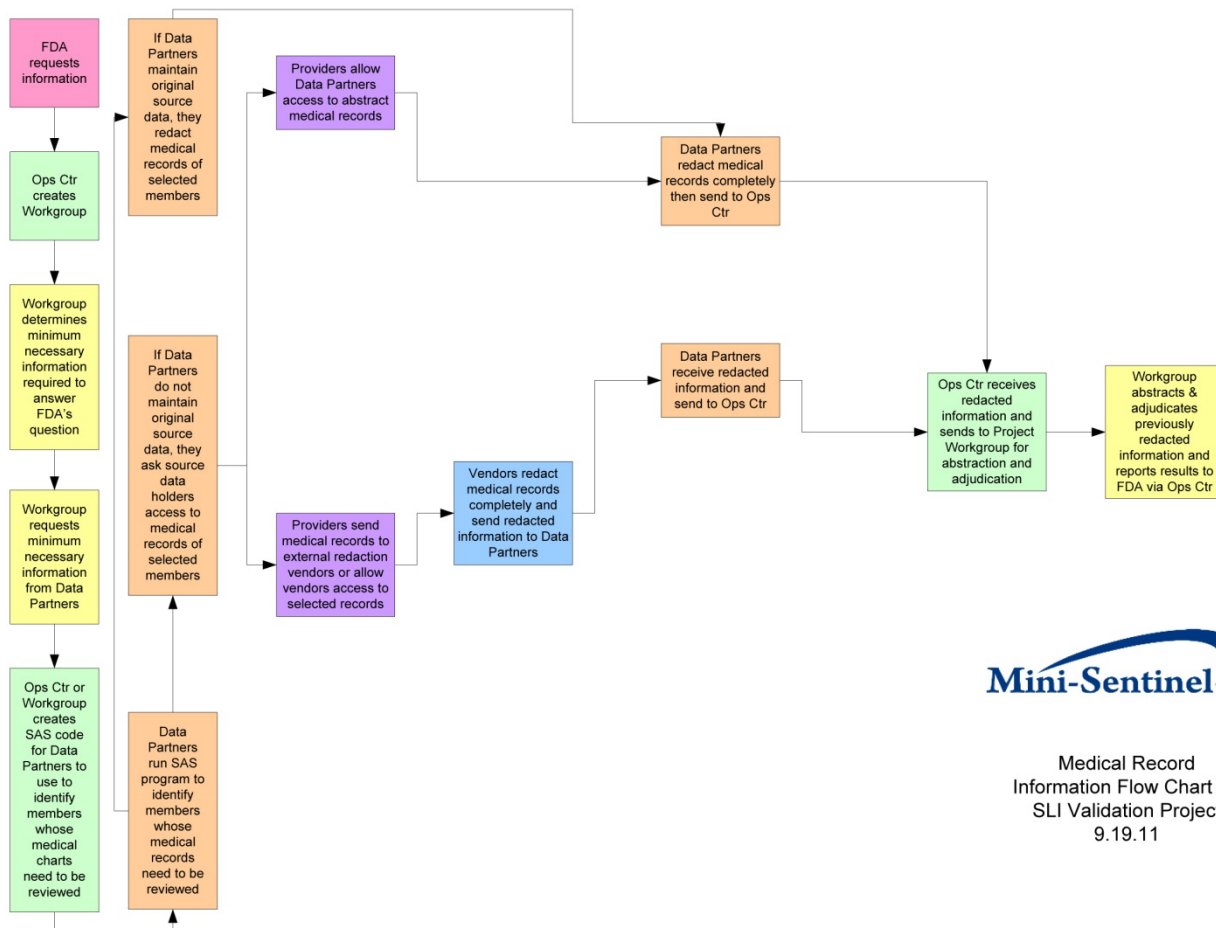 FDA
requests
information
Ops Ctr
creates
Workgroup
Workgroup
determines
minimum
necessary
information
required to
answer
FDA's
question
Workgroup
requests
minimum
necessary
information
from Data
Partners
Ops Ctr or
Workgroup
creates
SAS code
for Data
Partners to
use to
identify
members
whose
medical
charts
need to be
reviewed
Data
Partners
run SAS
program to
identify
members
whose
medical
records
need to be
reviewed
If Data
Partners
maintain
original
source
data, they
redact
medical
records of
selected
members
If Data
Partners
do not
maintain
original
source
data, they
ask source
data
holders
access to
medical
records of
selected
members
Providers allow
Data Partners
access to abstract
medical records
Providers send
medical records to
external redaction
vendors or allow
vendors access to
selected records
Vendors redact
medical records
completely and
send redacted
information to Data
Partners
Data Partners
redact medical
records completely
then send to Ops
Ctr
Data Partners
receive redacted
information and
send to Ops Ctr
Ops Ctr receives
redacted
information and
sends to Project
Workgroup for
abstraction and
adjudication
Workgroup
abstracts &
adjudicates
previously
redacted
information and
reports results to
FDA via Ops Ctr
Mini-Sentinel
Medical Record
Information Flow Chart
SLI Validation Project
9.19.11